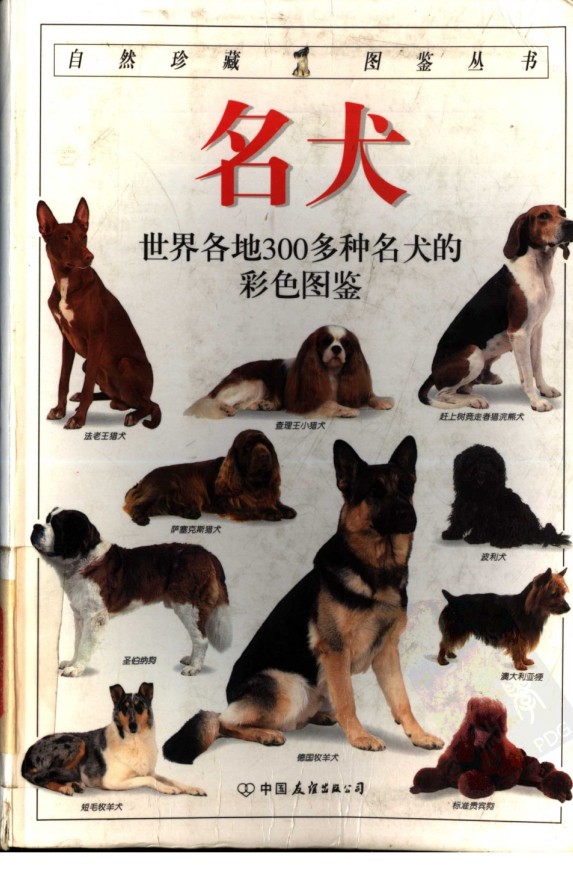 自然珍藏图鉴丛书
名犬
世界各地300多种名犬的
彩色图鉴
法老王猎犬
查理王小猎犬
赶上树竞走者猎浣熊犬
萨塞克斯猎犬
波利犬
圣伯纳狗
澳大利亚㹴
德国牧羊犬
短毛牧羊犬
标准贵宾狗
中国友谊出版公司
PDG